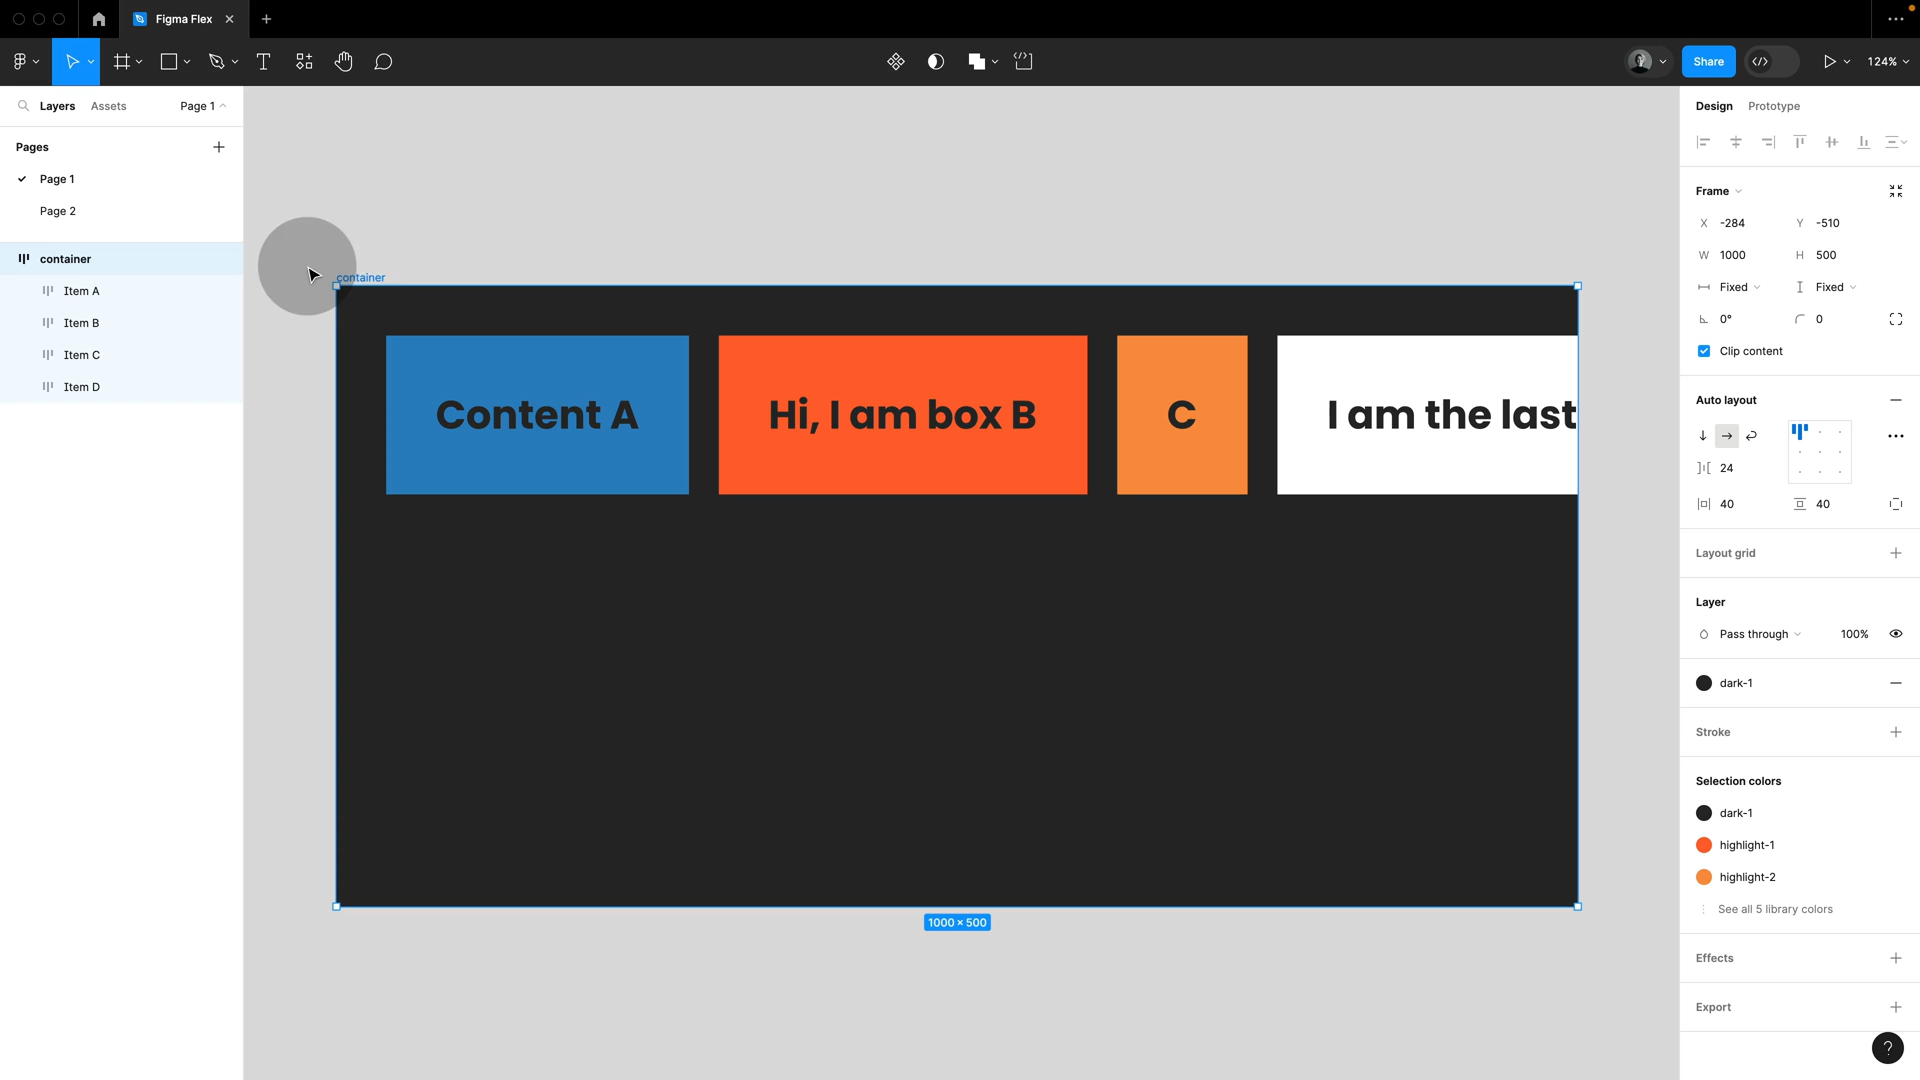 Figma Flex
Share
124%
Layers Assets Page 1
Pages
Page 1
Page 2
container
Item A
Item B
Item C
Item D
container
Content A
Hi, I am box B
C
I am the last
1000 × 500
Design Prototype
Frame
X -284 Y -510
W 1000 H 500
Fixed Fixed
0° 0
Clip content
Auto layout
24
40 40
Layout grid
Layer
Pass through 100%
dark-1
Stroke
Selection colors
dark-1
highlight-1
highlight-2
See all 5 library colors
Effects
Export
?